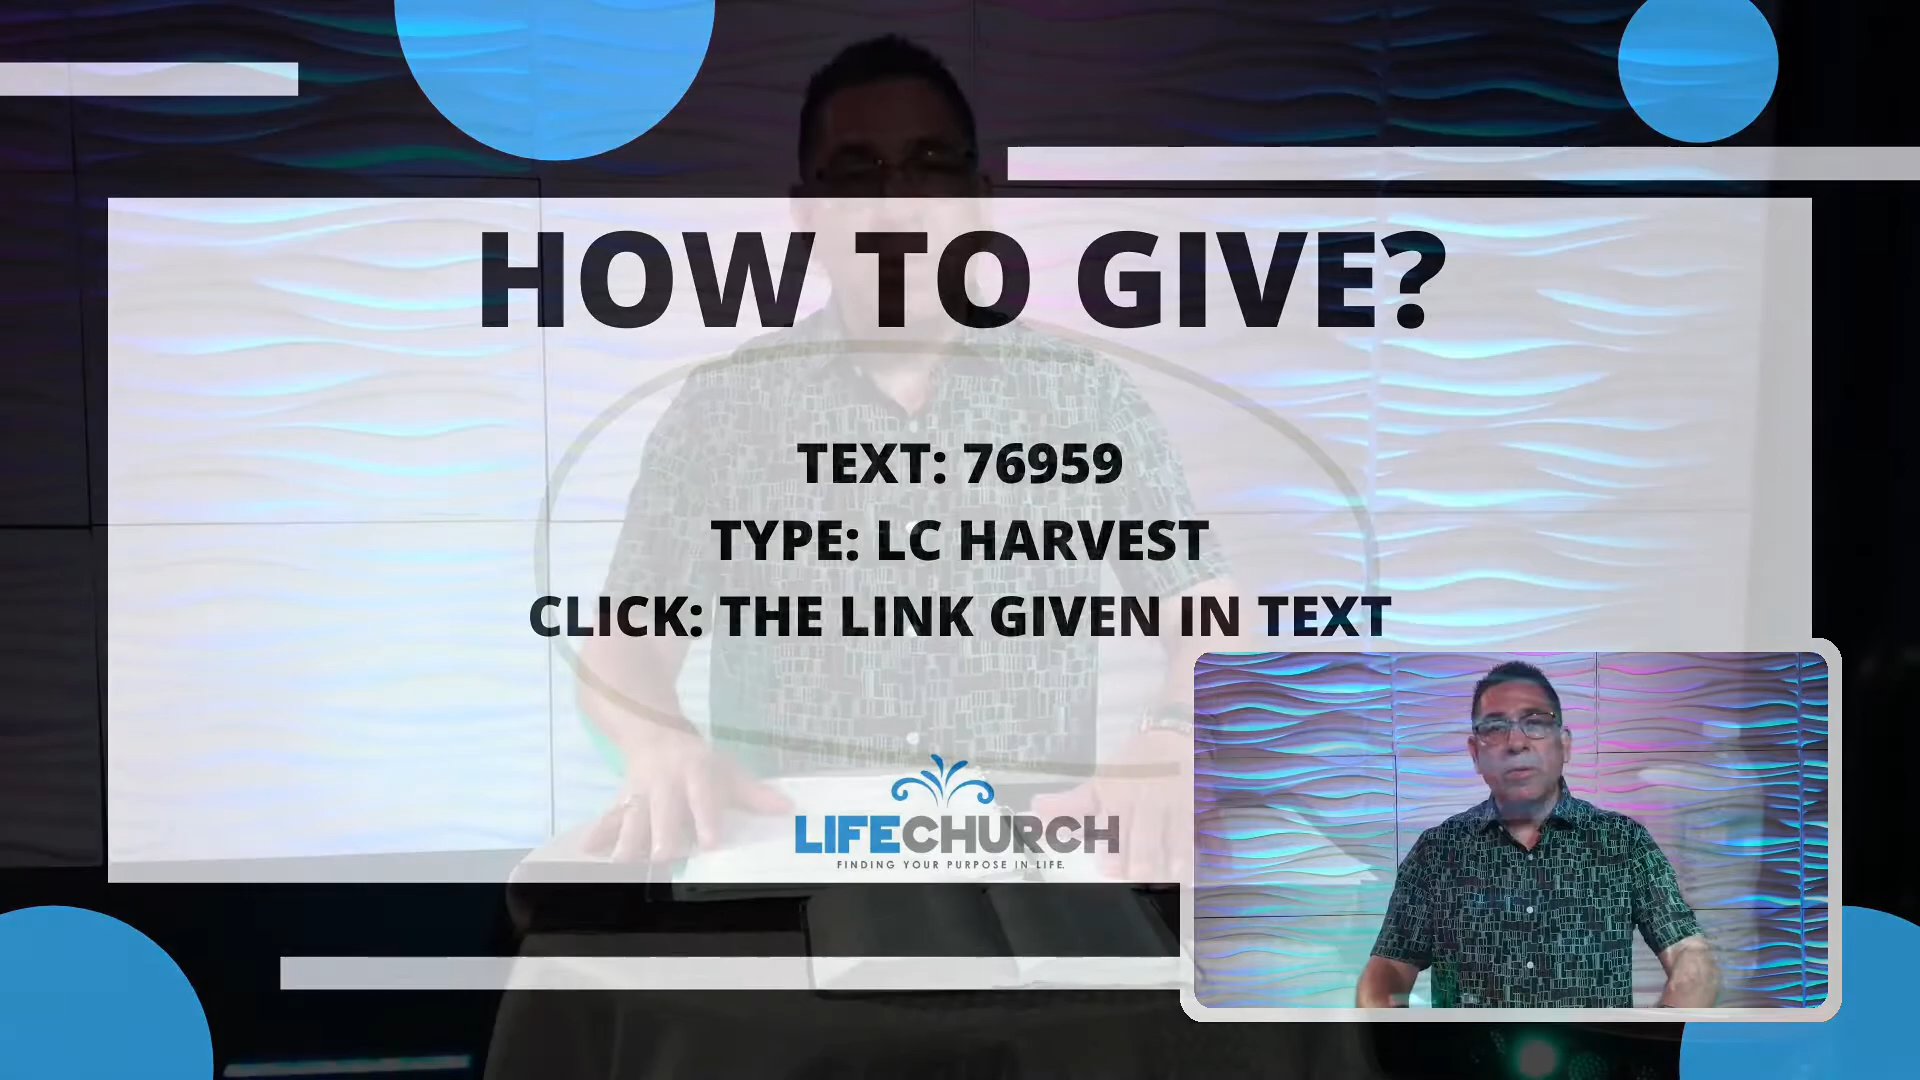 HOW TO GIVE?
TEXT: 76959
TYPE: LC HARVEST
CLICK: THE LINK GIVEN IN TEXT
LIFECHURCH
FINDING YOUR PURPOSE IN LIFE.